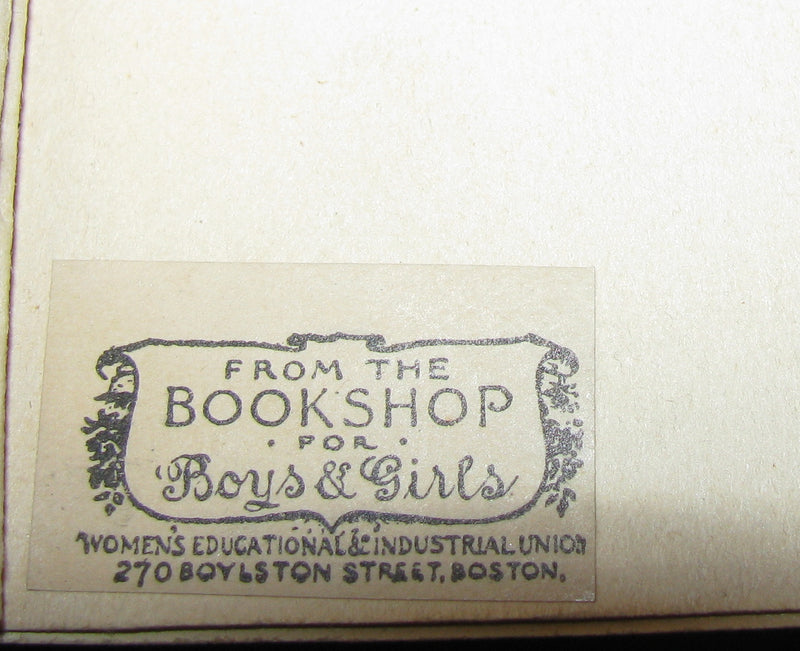 FROM THE
BOOKSHOP
· FOR ·
Boys & Girls
WOMEN'S EDUCATIONAL & INDUSTRIAL UNION
270 BOYLSTON STREET, BOSTON.